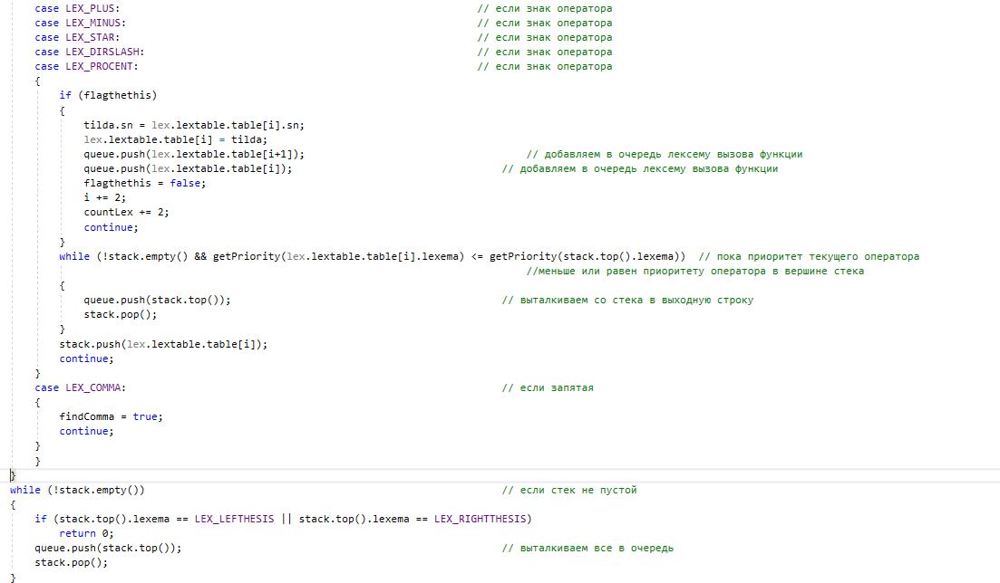 case LEX_PLUS: // если знак оператора
case LEX_MINUS: // если знак оператора
case LEX_STAR: // если знак оператора
case LEX_DIRSLASH: // если знак оператора
case LEX_PROCENT: // если знак оператора
{
if (flagthethis)
{
tilda.sn = lex.lextable.table[i].sn;
lex.lextable.table[i] = tilda;
queue.push(lex.lextable.table[i+1]); // добавляем в очередь лексему вызова функции
queue.push(lex.lextable.table[i]); // добавляем в очередь лексему вызова функции
flagthethis = false;
i += 2;
countLex += 2;
continue;
}
while (!stack.empty() && getPriority(lex.lextable.table[i].lexema) <= getPriority(stack.top().lexema)) // пока приоритет текущего оператора
//меньше или равен приоритету оператора в вершине стека
{
queue.push(stack.top()); // выталкиваем со стека в выходную строку
stack.pop();
}
stack.push(lex.lextable.table[i]);
continue;
}
case LEX_COMMA: // если запятая
{
findComma = true;
continue;
}
}
}
while (!stack.empty()) // если стек не пустой
{
if (stack.top().lexema == LEX_LEFTHESIS || stack.top().lexema == LEX_RIGHTTHESIS)
return 0;
queue.push(stack.top()); // выталкиваем все в очередь
stack.pop();
}